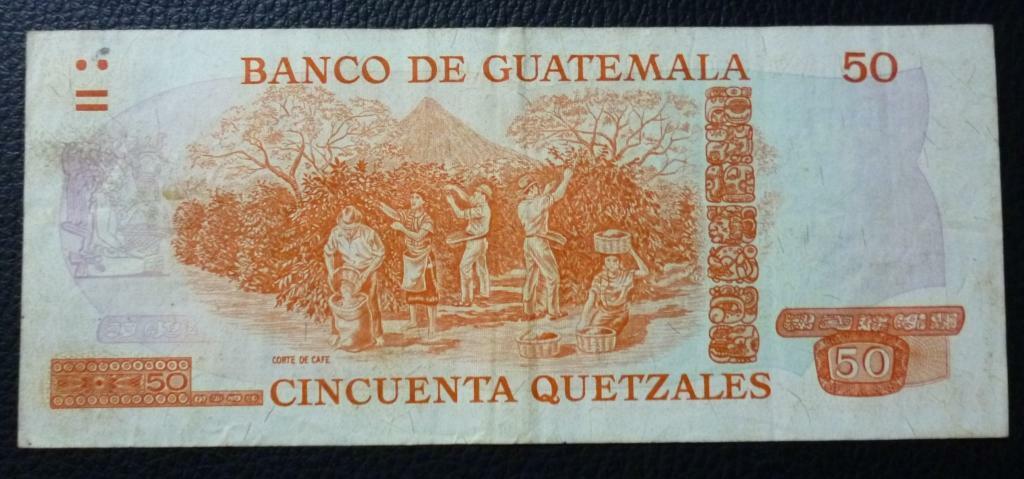 BANCO DE GUATEMALA
50
CORTE DE CAFE
50
50
CINCUENTA QUETZALES